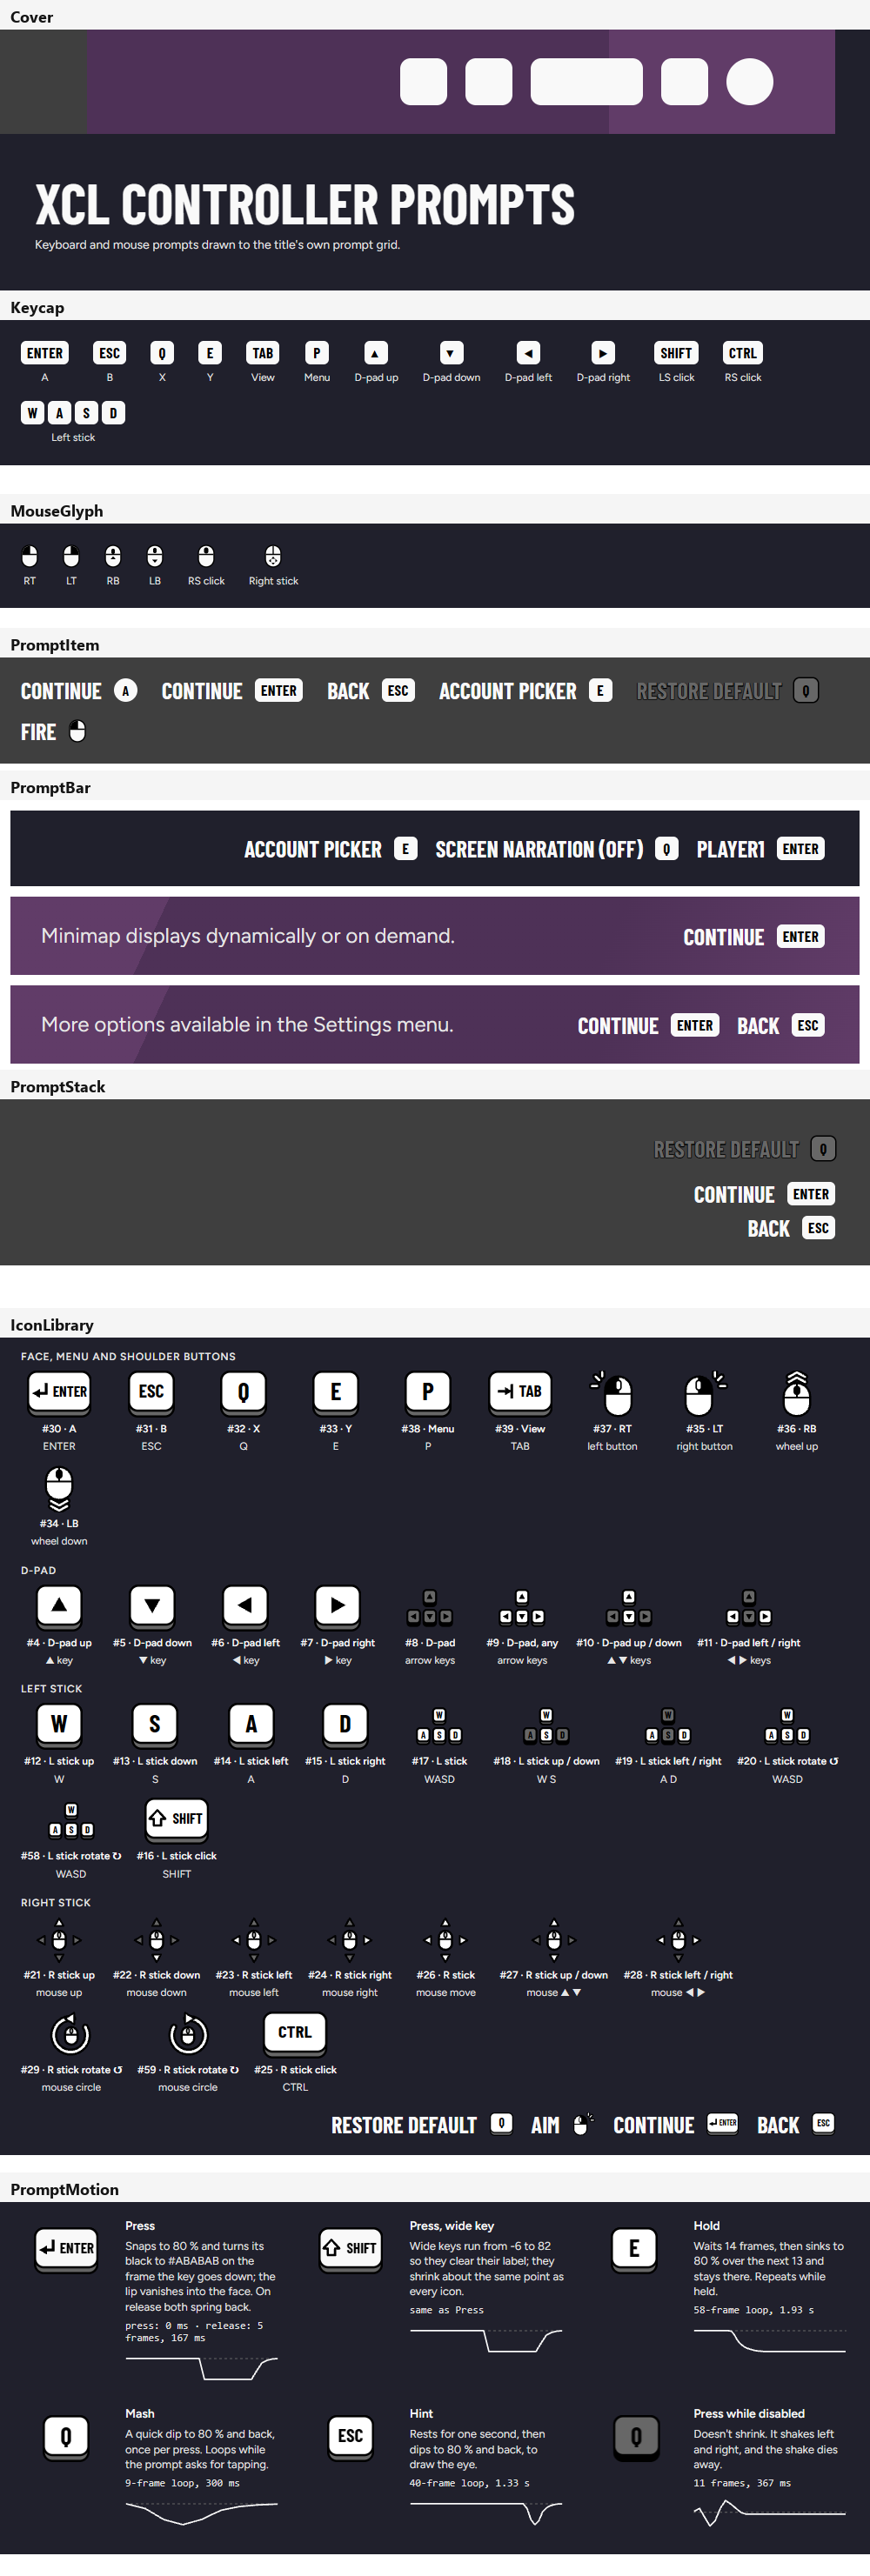 Cover
XCL CONTROLLER PROMPTS
Keyboard and mouse prompts drawn to the title's own prompt grid.
Keycap
ENTER ESC Q E TAB P ▲ ▼ ◀ ▶ SHIFT CTRL
A B X Y View Menu D-pad up D-pad down D-pad left D-pad right LS click RS click
W A S D
Left stick
MouseGlyph
RT LT RB LB RS click Right stick
PromptItem
CONTINUE A CONTINUE ENTER BACK ESC ACCOUNT PICKER E RESTORE DEFAULT Q
FIRE
PromptBar
ACCOUNT PICKER E SCREEN NARRATION (OFF) Q PLAYER1 ENTER
Minimap displays dynamically or on demand. CONTINUE ENTER
More options available in the Settings menu. CONTINUE ENTER BACK ESC
PromptStack
RESTORE DEFAULT Q
CONTINUE ENTER
BACK ESC
IconLibrary
FACE, MENU AND SHOULDER BUTTONS
ENTER ESC Q E P TAB
#30 · A #31 · B #32 · X #33 · Y #38 · Menu #39 · View #37 · RT #35 · LT #36 · RB
ENTER ESC Q E P TAB left button right button wheel up
#34 · LB
wheel down
D-PAD
▲ ▼ ◀ ▶
#4 · D-pad up #5 · D-pad down #6 · D-pad left #7 · D-pad right #8 · D-pad #9 · D-pad, any #10 · D-pad up / down #11 · D-pad left / right
▲ key ▼ key ◀ key ▶ key arrow keys arrow keys ▲ ▼ keys ◀ ▶ keys
LEFT STICK
W S A D W A S D W A S D W A S D W A S D
#12 · L stick up #13 · L stick down #14 · L stick left #15 · L stick right #17 · L stick #18 · L stick up / down #19 · L stick left / right #20 · L stick rotate ↺
W S A D WASD W S A D WASD
W A S D SHIFT
#58 · L stick rotate ↻ #16 · L stick click
WASD SHIFT
RIGHT STICK
#21 · R stick up #22 · R stick down #23 · R stick left #24 · R stick right #26 · R stick #27 · R stick up / down #28 · R stick left / right
mouse up mouse down mouse left mouse right mouse move mouse ▲ ▼ mouse ◀ ▶
CTRL
#29 · R stick rotate ↺ #59 · R stick rotate ↻ #25 · R stick click
mouse circle mouse circle CTRL
RESTORE DEFAULT Q AIM CONTINUE ENTER BACK ESC
PromptMotion
ENTER
Press
Snaps to 80 % and turns its
black to #ABABAB on the
frame the key goes down; the
lip vanishes into the face. On
release both spring back.
press: 0 ms · release: 5
frames, 167 ms
SHIFT
Press, wide key
Wide keys run from -6 to 82
so they clear their label; they
shrink about the same point as
every icon.
same as Press
E
Hold
Waits 14 frames, then sinks to
80 % over the next 13 and
stays there. Repeats while
held.
58-frame loop, 1.93 s
Q
Mash
A quick dip to 80 % and back,
once per press. Loops while
the prompt asks for tapping.
9-frame loop, 300 ms
ESC
Hint
Rests for one second, then
dips to 80 % and back, to
draw the eye.
40-frame loop, 1.33 s
Q
Press while disabled
Doesn't shrink. It shakes left
and right, and the shake dies
away.
11 frames, 367 ms